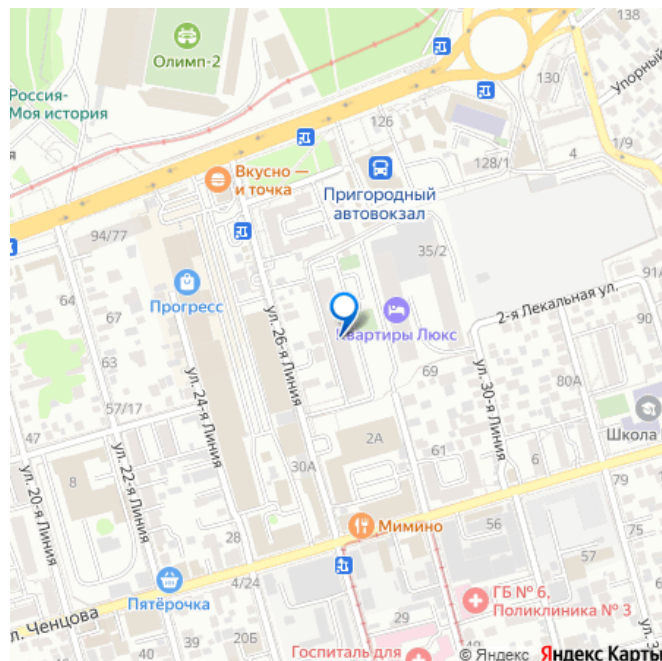 138
Олимп-2
Упорный
130
Россия-
Моя история
126
1/9
Вкусно —
и точка
128/1
4
Пригородный
автовокзал
94/77
35/2
91А
64
Прогресс
2-я Лекальная ул.
67
90
Квартиры Люкс
ул. 26-я Линия
69
57/17
80А
ул. 24-я Линия
ул. 30-я Линия
47
2А
Школа
ул. 22-я Линия
61
6
8
30А
79
ул. 20-я Линия
75
Мимино
56
28
57
4/24
Пятёрочка
ГБ № 6,
Поликлиника № 3
л. Ченцова
29
20Б
Госпиталь для
© Яндекс Яндекс Карты